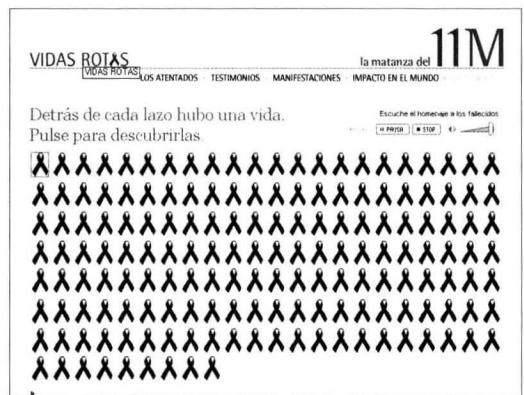 VIDAS ROTAS
la matanza del 11M
VIDAS ROTAS
LOS ATENTADOS TESTIMONIOS MANIFESTACIONES IMPACTO EN EL MUNDO
Detrás de cada lazo hubo una vida.
Pulse para descubrirlas.
Escuche el homenaje a los fallecidos
PAUSA STOP